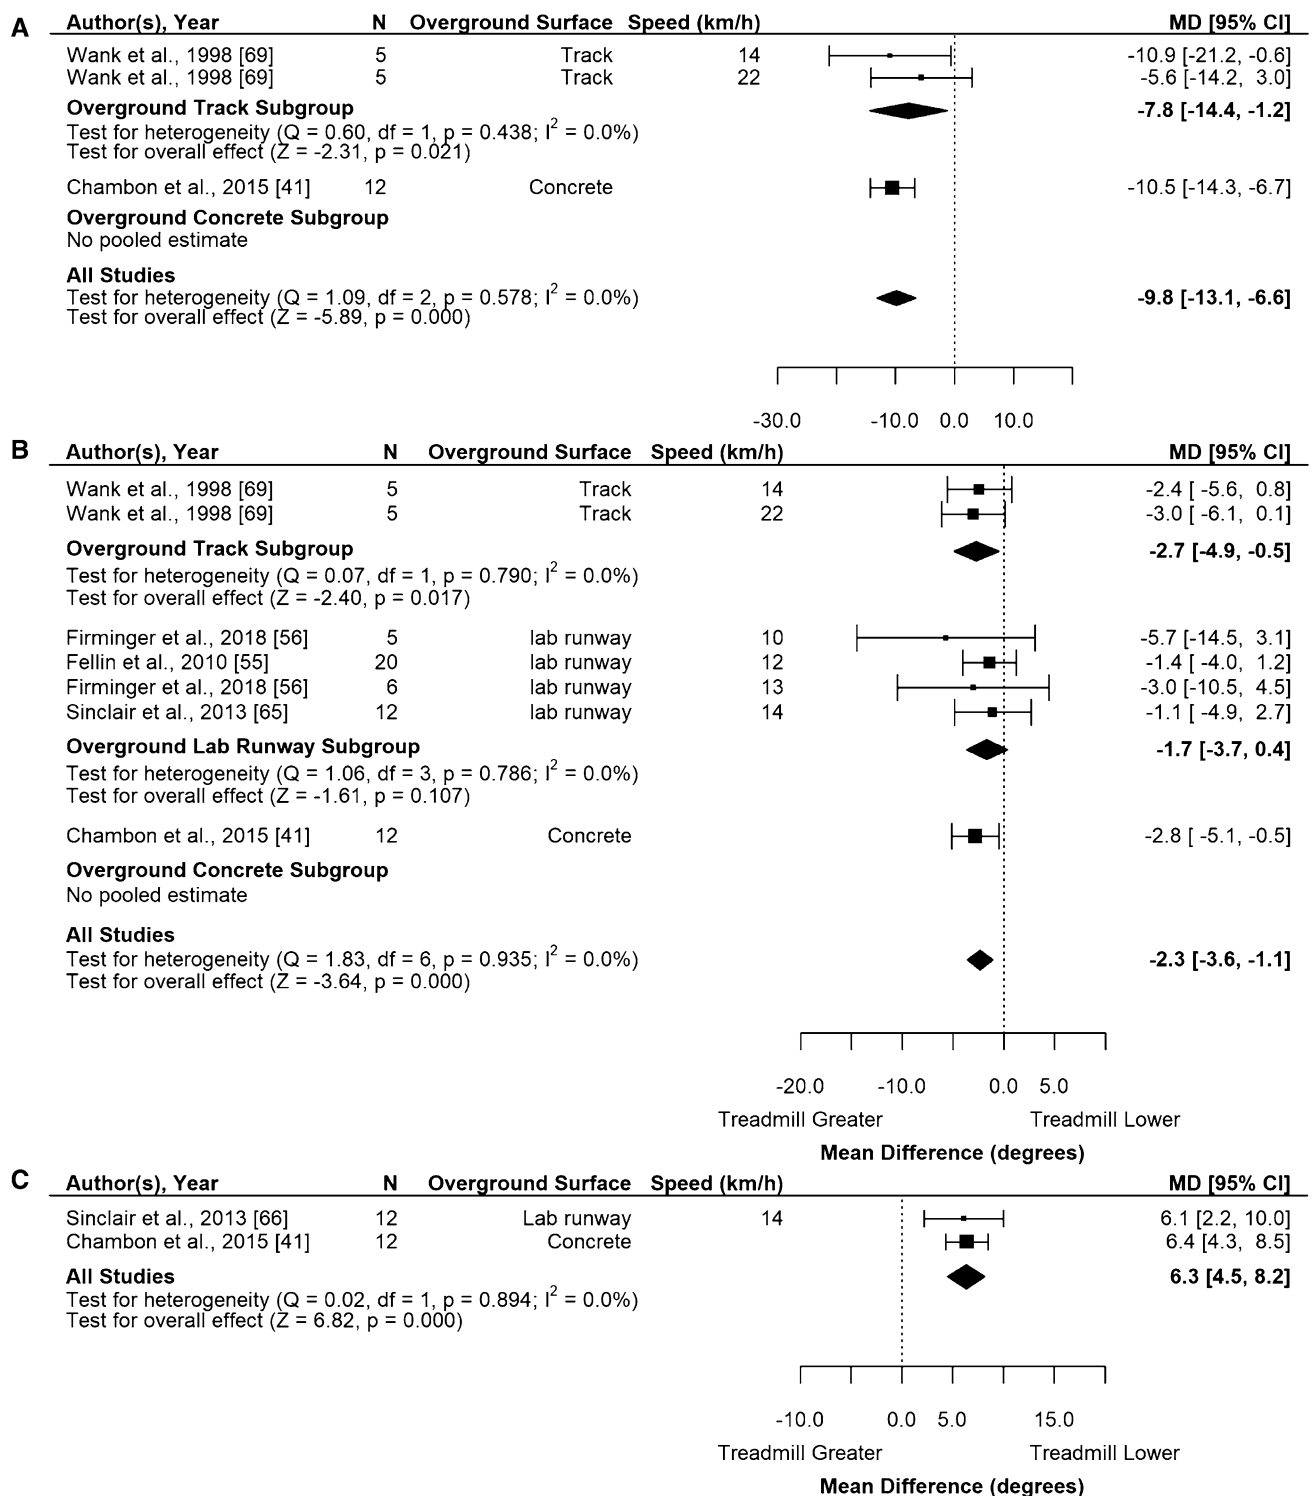 A
Author(s), Year N Overground Surface Speed (km/h) MD [95% CI]
Wank et al., 1998 [69] 5 Track 14 -10.9 [-21.2, -0.6]
Wank et al., 1998 [69] 5 Track 22 -5.6 [-14.2, 3.0]
Overground Track Subgroup -7.8 [-14.4, -1.2]
Test for heterogeneity (Q = 0.60, df = 1, p = 0.438; I² = 0.0%)
Test for overall effect (Z = -2.31, p = 0.021)
Chambon et al., 2015 [41] 12 Concrete -10.5 [-14.3, -6.7]
Overground Concrete Subgroup
No pooled estimate
All Studies
Test for heterogeneity (Q = 1.09, df = 2, p = 0.578; I² = 0.0%) -9.8 [-13.1, -6.6]
Test for overall effect (Z = -5.89, p = 0.000)
-30.0 -10.0 0.0 10.0
B
Author(s), Year N Overground Surface Speed (km/h) MD [95% CI]
Wank et al., 1998 [69] 5 Track 14 -2.4 [ -5.6, 0.8]
Wank et al., 1998 [69] 5 Track 22 -3.0 [ -6.1, 0.1]
Overground Track Subgroup -2.7 [-4.9, -0.5]
Test for heterogeneity (Q = 0.07, df = 1, p = 0.790; I² = 0.0%)
Test for overall effect (Z = -2.40, p = 0.017)
Firminger et al., 2018 [56] 5 lab runway 10 -5.7 [-14.5, 3.1]
Fellin et al., 2010 [55] 20 lab runway 12 -1.4 [ -4.0, 1.2]
Firminger et al., 2018 [56] 6 lab runway 13 -3.0 [-10.5, 4.5]
Sinclair et al., 2013 [65] 12 lab runway 14 -1.1 [ -4.9, 2.7]
Overground Lab Runway Subgroup -1.7 [-3.7, 0.4]
Test for heterogeneity (Q = 1.06, df = 3, p = 0.786; I² = 0.0%)
Test for overall effect (Z = -1.61, p = 0.107)
Chambon et al., 2015 [41] 12 Concrete -2.8 [ -5.1, -0.5]
Overground Concrete Subgroup
No pooled estimate
All Studies
Test for heterogeneity (Q = 1.83, df = 6, p = 0.935; I² = 0.0%) -2.3 [-3.6, -1.1]
Test for overall effect (Z = -3.64, p = 0.000)
-20.0 -10.0 0.0 5.0
Treadmill Greater Treadmill Lower
Mean Difference (degrees)
C
Author(s), Year N Overground Surface Speed (km/h) MD [95% CI]
Sinclair et al., 2013 [66] 12 Lab runway 14 6.1 [2.2, 10.0]
Chambon et al., 2015 [41] 12 Concrete 6.4 [4.3, 8.5]
All Studies 6.3 [4.5, 8.2]
Test for heterogeneity (Q = 0.02, df = 1, p = 0.894; I² = 0.0%)
Test for overall effect (Z = 6.82, p = 0.000)
-10.0 0.0 5.0 15.0
Treadmill Greater Treadmill Lower
Mean Difference (degrees)